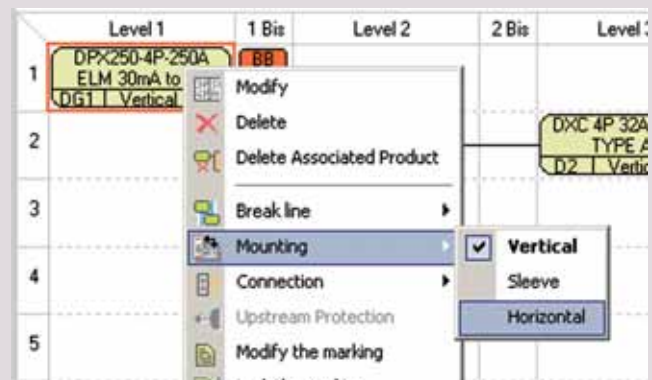 Level 1 1 Bis Level 2 2 Bis Level
1
DPX250-4P-250A BB
ELM 30mA to
DG1 Vertical
Modify
Delete
Delete Associated Product
2
DXC 4P 32A
TYPE A
D2 Vertic
3
Break line
Mounting
Vertical
4
Connection
Sleeve
Upstream Protection
Horizontal
5
Modify the marking